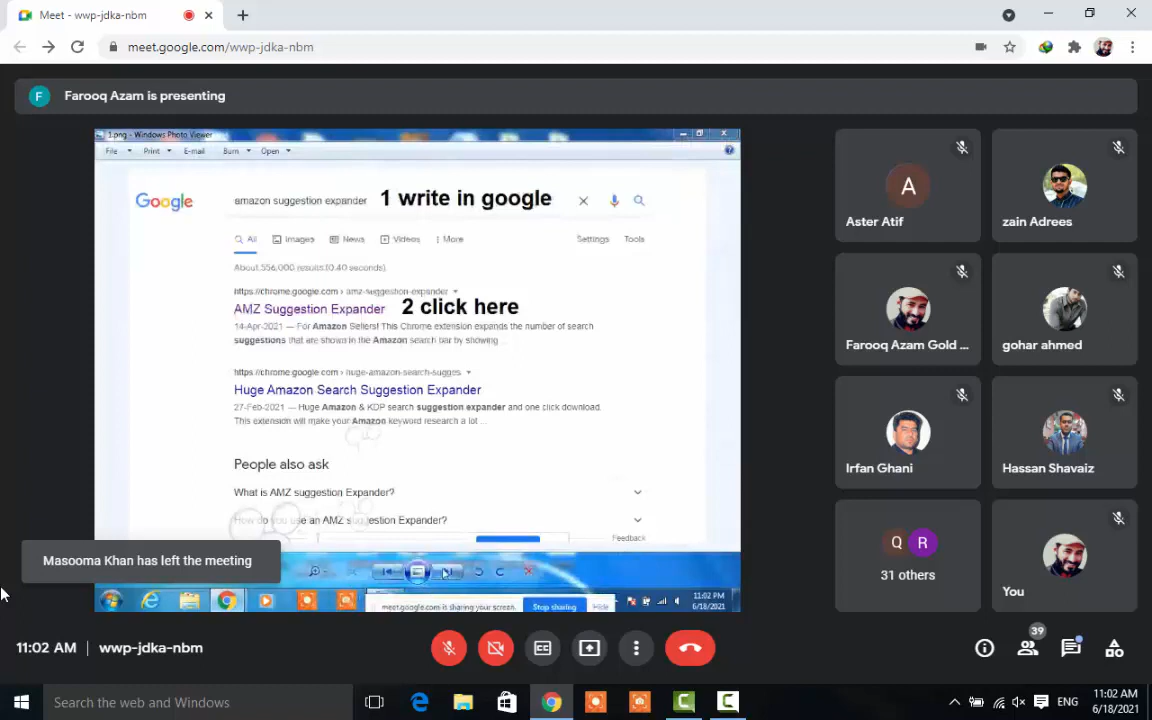 Meet - wwp-jdka-nbm
meet.google.com/wwp-jdka-nbm
F
Farooq Azam is presenting
1.png - Windows Photo Viewer
File
Print
E-mail
Burn
Open
Google
amazon suggestion expander
1 write in google
All
Images
News
Videos
More
Settings
Tools
About 556,000 results (0.40 seconds)
https://chrome.google.com › amz-suggestion-expander
AMZ Suggestion Expander
2 click here
14-Apr-2021 — For Amazon Sellers! This Chrome extension expands the number of search
suggestions that are shown in the Amazon search bar by showing ...
https://chrome.google.com › huge-amazon-search-sugges
Huge Amazon Search Suggestion Expander
27-Feb-2021 — Huge Amazon & KDP search suggestion expander and one click download.
This extension will make your Amazon keyword research a lot ...
People also ask
What is AMZ suggestion Expander?
How do you use an AMZ suggestion Expander?
Feedback
meet.google.com is sharing your screen.
Stop sharing
Hide
11:02 PM
6/18/2021
A
Aster Atif
zain Adrees
Farooq Azam Gold ...
gohar ahmed
Irfan Ghani
Hassan Shavaiz
Q
R
31 others
You
Masooma Khan has left the meeting
11:02 AM
wwp-jdka-nbm
39
Search the web and Windows
ENG
11:02 AM
6/18/2021